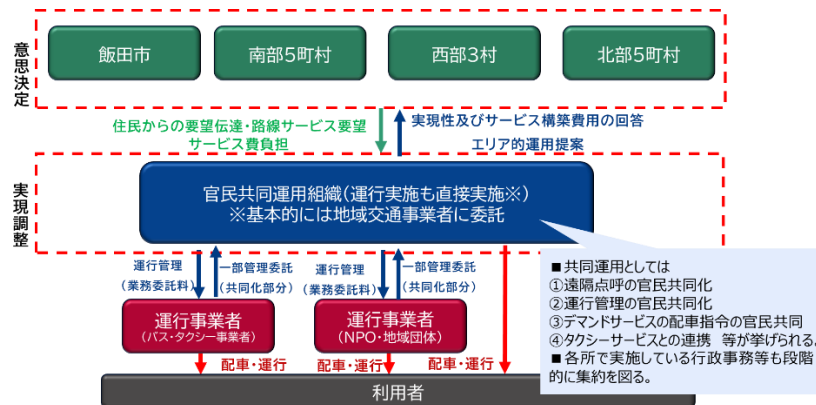 意思決定
飯田市
南部5町村
西部3村
北部5町村
住民からの要望伝達・路線サービス要望
サービス費負担
実現性及びサービス構築費用の回答
エリア的運用提案
実現調整
官民共同運用組織(運行実施も直接実施※)
※基本的には地域交通事業者に委託
運行管理
(業務委託料)
一部管理委託
(共同化部分)
運行管理
(業務委託料)
一部管理委託
(共同化部分)
■共同運用としては
①遠隔点呼の官民共同化
②運行管理の官民共同化
③デマンドサービスの配車指令の官民共同
④タクシーサービスとの連携　等が挙げられる。
■各所で実施している行政事務等も段階
的に集約を図る。
運行事業者
(バス・タクシー事業者)
運行事業者
(NPO・地域団体)
配車・運行
配車・運行
配車・運行
利用者